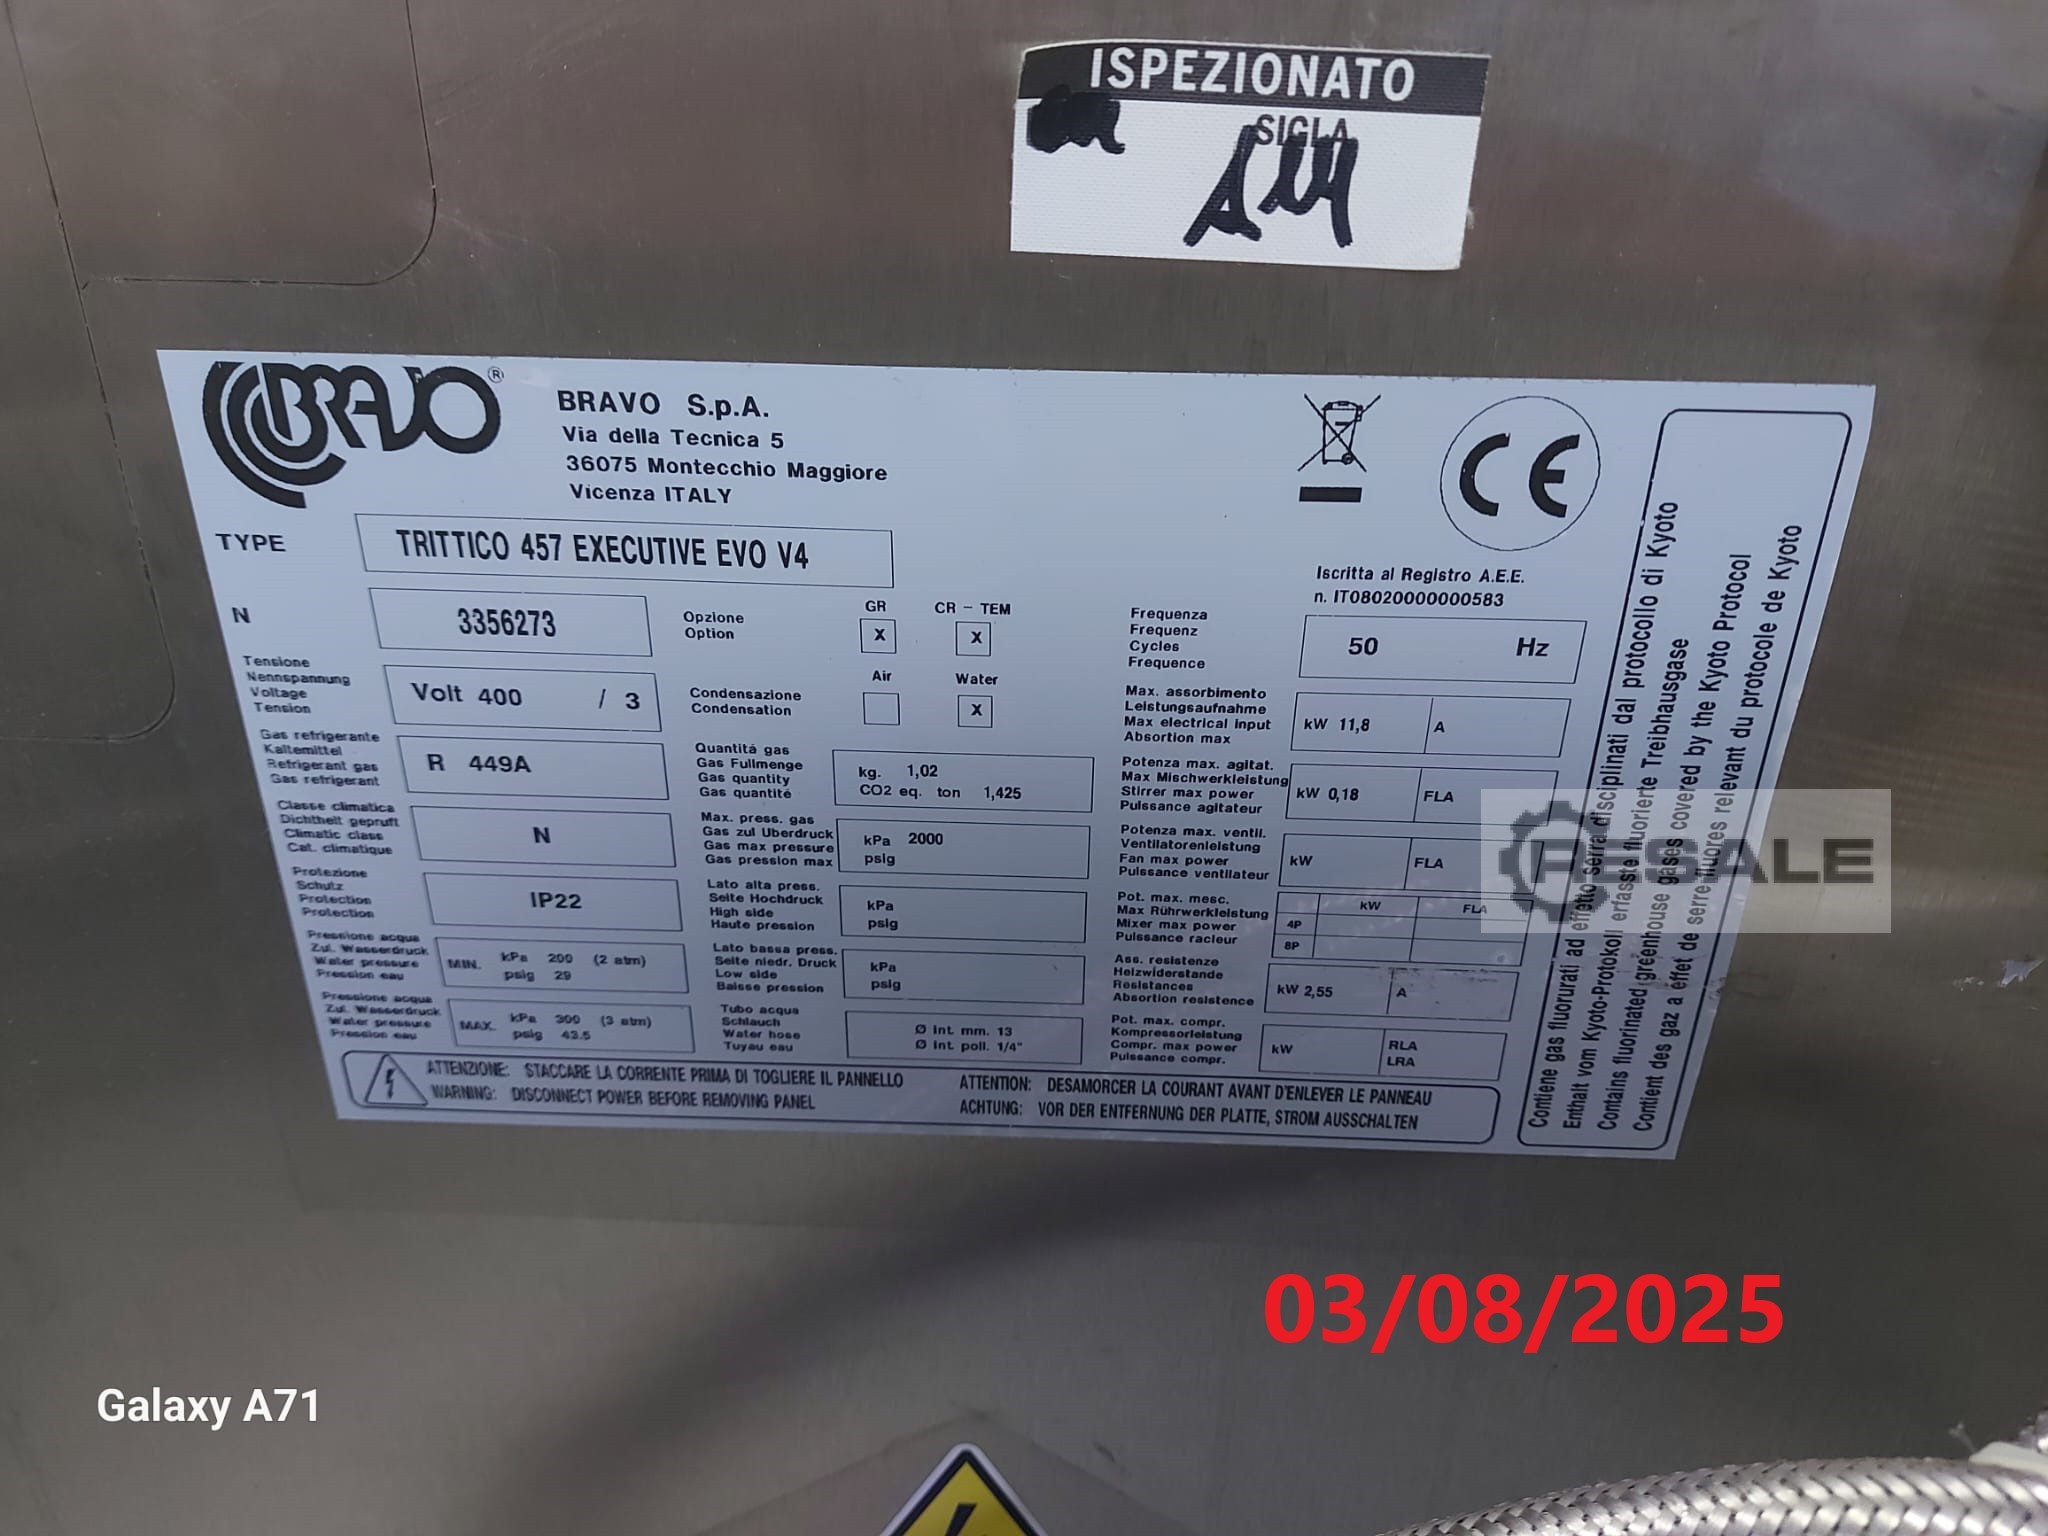 ISPEZIONATO
SIGLA
BRAVO ®
BRAVO S.p.A.
Via della Tecnica 5
36075 Montecchio Maggiore
Vicenza ITALY
CE
Iscritta al Registro A.E.E.
n. IT08020000000583
TYPE
TRITTICO 457 EXECUTIVE EVO V4
N
3356273
Opzione
Option
GR
X
CR - TEM
X
Tensione
Nennspannung
Voltage
Tension
Volt 400 / 3
Condensazione
Condensation
Air
Water
X
Gas refrigerante
Kaltemittel
Refrigerant gas
Gas refrigerant
R 449A
Classe climatica
Dichtheit gepruft
Climatic class
Cat. climatique
N
Protezione
Schutz
Protection
Protection
IP22
Pressione acqua
Zul. Wasserdruck
Water pressure
Pression eau
MIN. kPa 200 (2 atm)
psig 29
Pressione acqua
Zul. Wasserdruck
Water pressure
Pression eau
MAX. kPa 300 (3 atm)
psig 43.5
Quantitá gas
Gas Fullmenge
Gas quantity
Gas quantité
kg. 1,02
CO2 eq. ton 1,425
Max. press. gas
Gas zul Uberdruck
Gas max pressure
Gas pression max
kPa 2000
psig
Lato alta press.
Seite Hochdruck
High side
Haute pression
kPa
psig
Lato bassa press.
Seite niedr. Druck
Low side
Baisse pression
kPa
psig
Tubo acqua
Schlauch
Water hose
Tuyau eau
Ø int. mm. 13
Ø int. poll. 1/4"
Frequenza
Frequenz
Cycles
Frequence
50 Hz
Max. assorbimento
Leistungsaufnahme
Max electrical input
Absortion max
kW 11,8
A
Potenza max. agitat.
Max Mischwerkleistung
Stirrer max power
Puissance agitateur
kW 0,18
FLA
Potenza max. ventil.
Ventilatorenleistung
Fan max power
Puissance ventilateur
kW
FLA
Pot. max. mesc.
Max Rührwerkleistung
Mixer max power
Puissance racleur
kW FLA
4P
8P
Ass. resistenze
Heizwiderstande
Resistances
Absortion resistence
kW 2,55
A
Pot. max. compr.
Kompressorleistung
Compr. max power
Puissance compr.
kW
RLA
LRA
ATTENZIONE: STACCARE LA CORRENTE PRIMA DI TOGLIERE IL PANNELLO
WARNING: DISCONNECT POWER BEFORE REMOVING PANEL
ATTENTION: DESAMORCER LA COURANT AVANT D'ENLEVER LE PANNEAU
ACHTUNG: VOR DER ENTFERNUNG DER PLATTE, STROM AUSSCHALTEN
Contiene gas fluorurati ad effetto serra disciplinati dal protocollo di Kyoto
Enthalt vom Kyoto-Protokoll erfasste fluorierte Treibhausgase
Contains fluorinated greenhouse gases covered by the Kyoto Protocol
Contient des gaz a éffet de serre fluores relevant du protocole de Kyoto
RESALE
03/08/2025
Galaxy A71